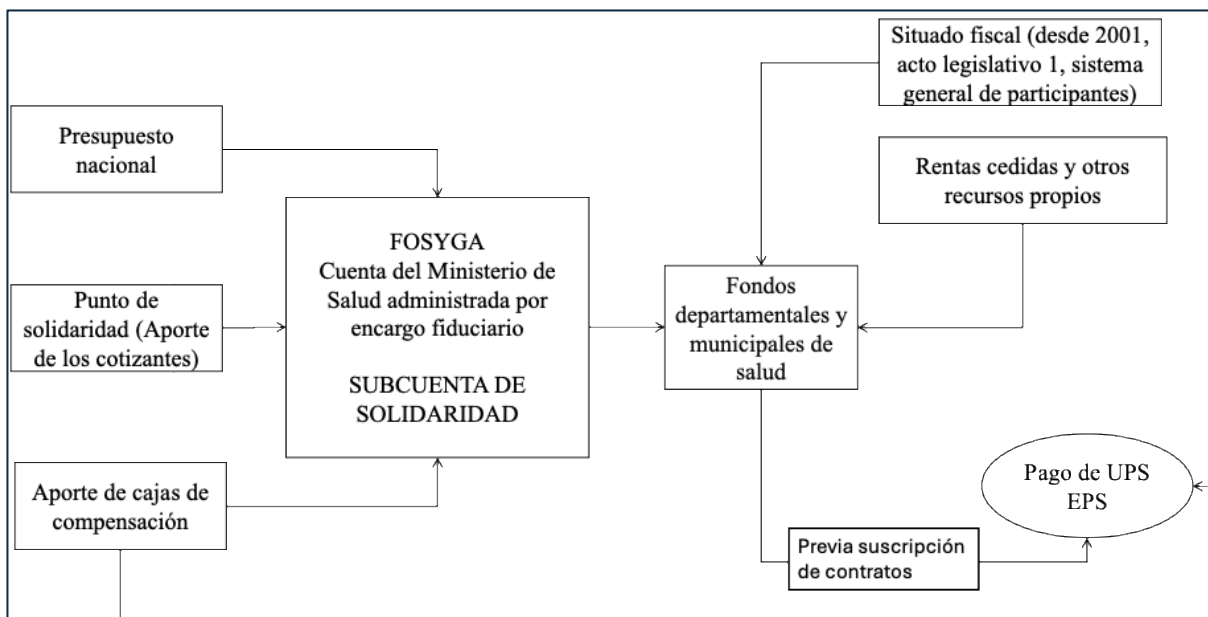 Situado fiscal (desde 2001,
acto legislativo 1, sistema
general de participantes)
Presupuesto
nacional
Rentas cedidas y otros
recursos propios
FOSYGA
Cuenta del Ministerio de
Salud administrada por
encargo fiduciario
SUBCUENTA DE
SOLIDARIDAD
Punto de
solidaridad (Aporte
de los cotizantes)
Fondos
departamentales y
municipales de
salud
Aporte de cajas de
compensación
Pago de UPS
EPS
Previa suscripción
de contratos